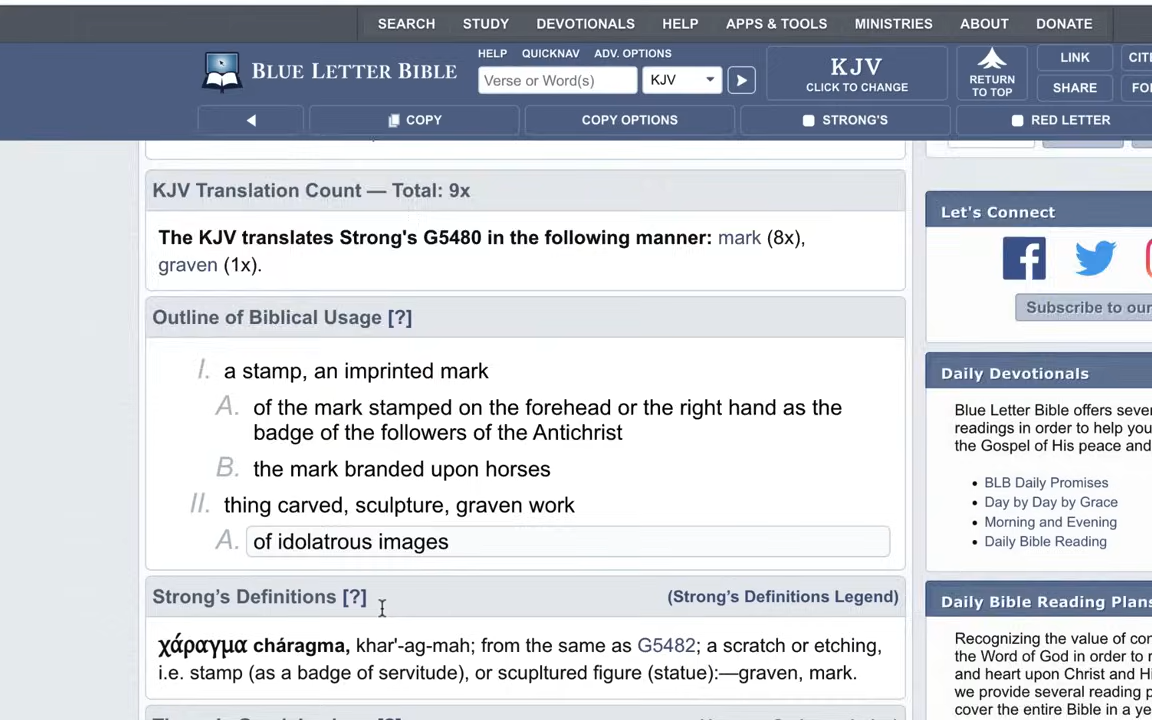 SEARCH STUDY DEVOTIONALS HELP APPS & TOOLS MINISTRIES ABOUT DONATE
BLUE LETTER BIBLE
HELP QUICKNAV ADV. OPTIONS
Verse or Word(s) KJV
KJV
CLICK TO CHANGE
RETURN
TO TOP
LINK
SHARE
COPY COPY OPTIONS STRONG'S RED LETTER
KJV Translation Count — Total: 9x
The KJV translates Strong's G5480 in the following manner: mark (8x),
graven (1x).
Outline of Biblical Usage [?]
I. a stamp, an imprinted mark
A. of the mark stamped on the forehead or the right hand as the
badge of the followers of the Antichrist
B. the mark branded upon horses
II. thing carved, sculpture, graven work
A. of idolatrous images
Strong’s Definitions [?] (Strong’s Definitions Legend)
χάραγμα cháragma, khar'-ag-mah; from the same as G5482; a scratch or etching,
i.e. stamp (as a badge of servitude), or scupltured figure (statue):—graven, mark.
Let's Connect
Subscribe to our
Daily Devotionals
Blue Letter Bible offers
readings in order to help you
the Gospel of His peace and
• BLB Daily Promises
• Day by Day by Grace
• Morning and Evening
• Daily Bible Reading
Daily Bible Reading Plans
Recognizing the value of
the Word of God in order to
and heart upon Christ and
we provide several reading
cover the entire Bible in a